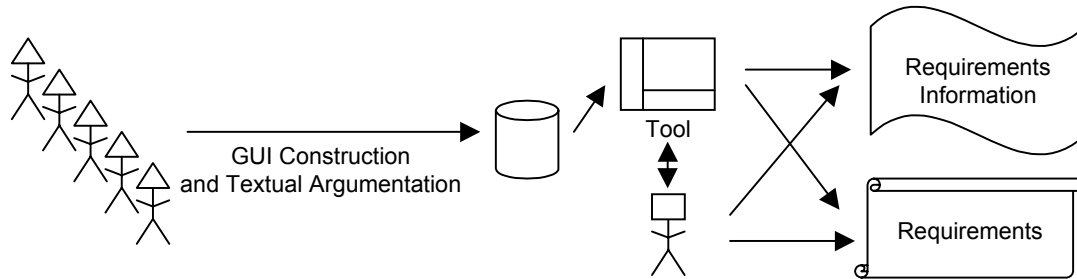 GUI Construction
and Textual Argumentation
Tool
Requirements
Information
Requirements